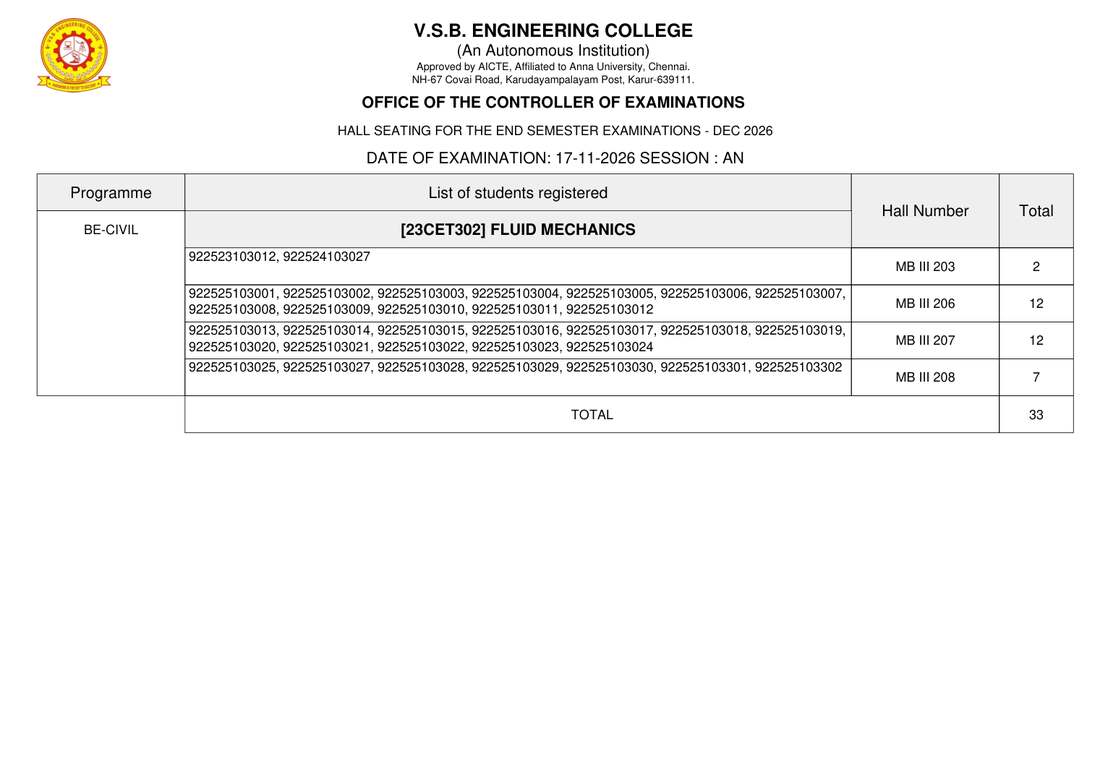 V.S.B. ENGINEERING COLLEGE
(An Autonomous Institution)
Approved by AICTE, Affiliated to Anna University, Chennai.
NH-67 Covai Road, Karudayampalayam Post, Karur-639111.
OFFICE OF THE CONTROLLER OF EXAMINATIONS
HALL SEATING FOR THE END SEMESTER EXAMINATIONS - DEC 2026
DATE OF EXAMINATION: 17-11-2026 SESSION : AN
Programme List of students registered Hall Number Total
BE-CIVIL [23CET302] FLUID MECHANICS
922523103012, 922524103027 MB III 203 2
922525103001, 922525103002, 922525103003, 922525103004, 922525103005, 922525103006, 922525103007,
922525103008, 922525103009, 922525103010, 922525103011, 922525103012 MB III 206 12
922525103013, 922525103014, 922525103015, 922525103016, 922525103017, 922525103018, 922525103019,
922525103020, 922525103021, 922525103022, 922525103023, 922525103024 MB III 207 12
922525103025, 922525103027, 922525103028, 922525103029, 922525103030, 922525103301, 922525103302 MB III 208 7
TOTAL 33